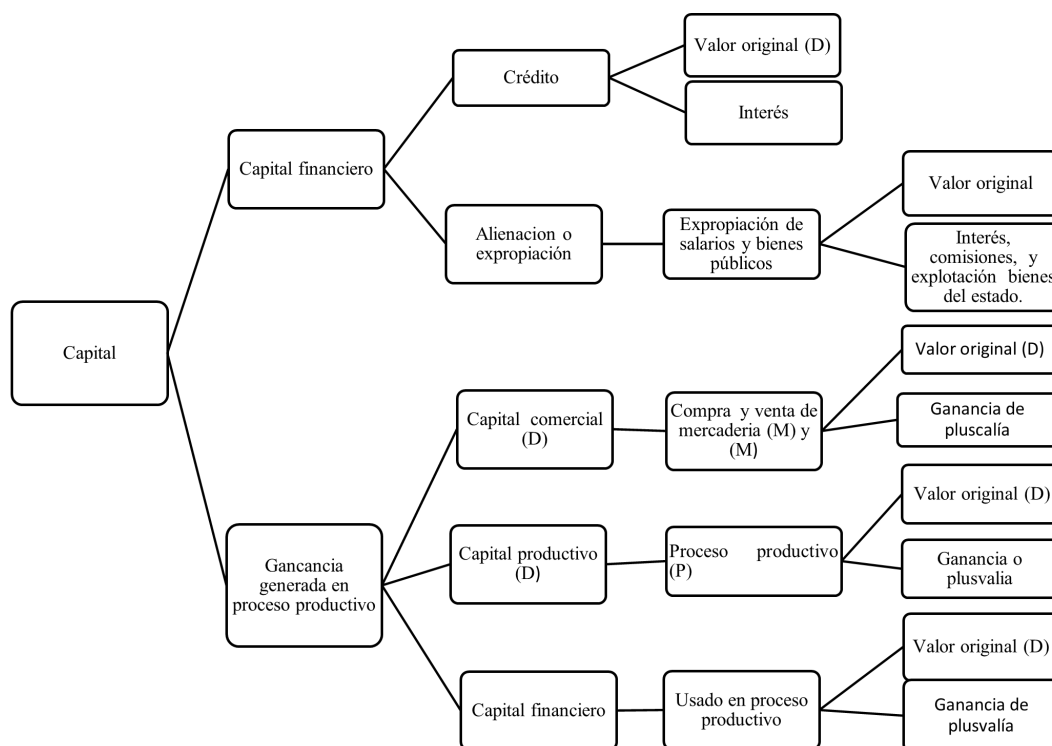 Capital
Capital financiero
Crédito
Valor original (D)
Interés
Alienacion o
expropiación
Expropiación de
salarios y bienes
públicos
Valor original
Interés,
comisiones, y
explotación bienes
del estado.
Gancancia
generada en
proceso productivo
Capital comercial
(D)
Compra y venta de
mercaderia (M) y
(M)
Valor original (D)
Ganancia de
pluscalía
Capital productivo
(D)
Proceso productivo
(P)
Valor original (D)
Ganancia o
plusvalia
Capital financiero
Usado en proceso
productivo
Valor original (D)
Ganancia de
plusvalía